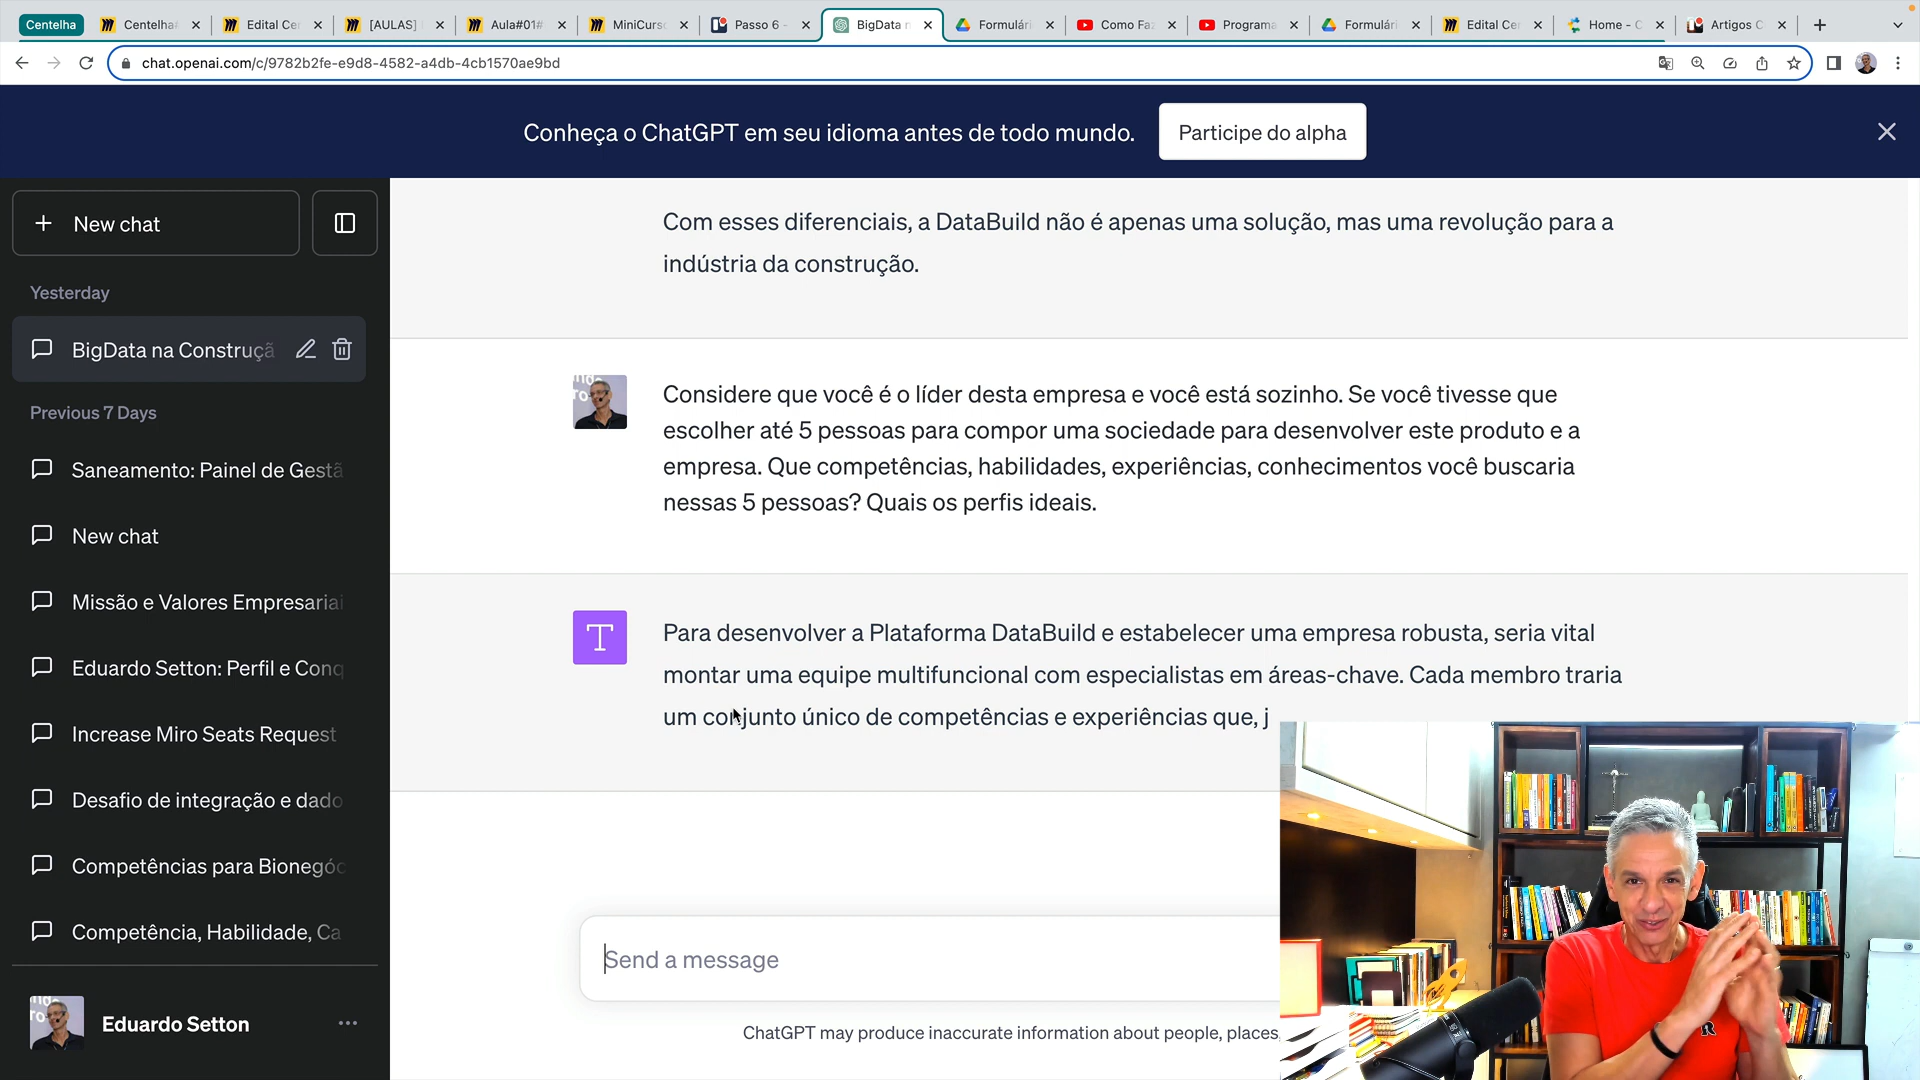 Centelha
Centelha
Edital Cer
[AULAS]
Aula#01#
MiniCurs
Passo 6 -
BigData n
Formulári
Como Faz
Programa
Formulári
Edital Cer
Home - C
Artigos C
chat.openai.com/c/9782b2fe-e9d8-4582-a4db-4cb1570ae9bd
Conheça o ChatGPT em seu idioma antes de todo mundo.
Participe do alpha
New chat
Yesterday
BigData na Construçã
Previous 7 Days
Saneamento: Painel de Gestã
New chat
Missão e Valores Empresariai
Eduardo Setton: Perfil e Conq
Increase Miro Seats Request
Desafio de integração e dado
Competências para Bionegóc
Competência, Habilidade, Ca
Eduardo Setton
Com esses diferenciais, a DataBuild não é apenas uma solução, mas uma revolução para a
indústria da construção.
Considere que você é o líder desta empresa e você está sozinho. Se você tivesse que
escolher até 5 pessoas para compor uma sociedade para desenvolver este produto e a
empresa. Que competências, habilidades, experiências, conhecimentos você buscaria
nessas 5 pessoas? Quais os perfis ideais.
T
Para desenvolver a Plataforma DataBuild e estabelecer uma empresa robusta, seria vital
montar uma equipe multifuncional com especialistas em áreas-chave. Cada membro traria
um conjunto único de competências e experiências que, j
Send a message
ChatGPT may produce inaccurate information about people, places,